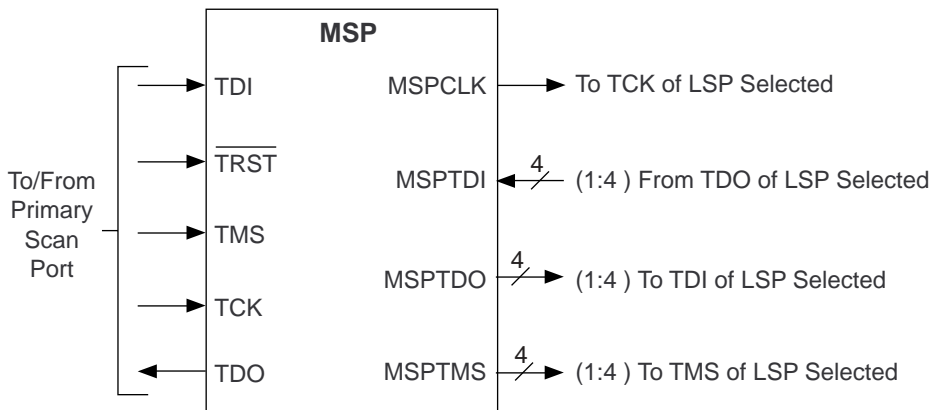 MSP
To/From
Primary
Scan
Port
TDI
TRST
TMS
TCK
TDO
MSPCLK
To TCK of LSP Selected
MSPTDI
4
(1:4 ) From TDO of LSP Selected
MSPTDO
4
(1:4 ) To TDI of LSP Selected
MSPTMS
4
(1:4 ) To TMS of LSP Selected